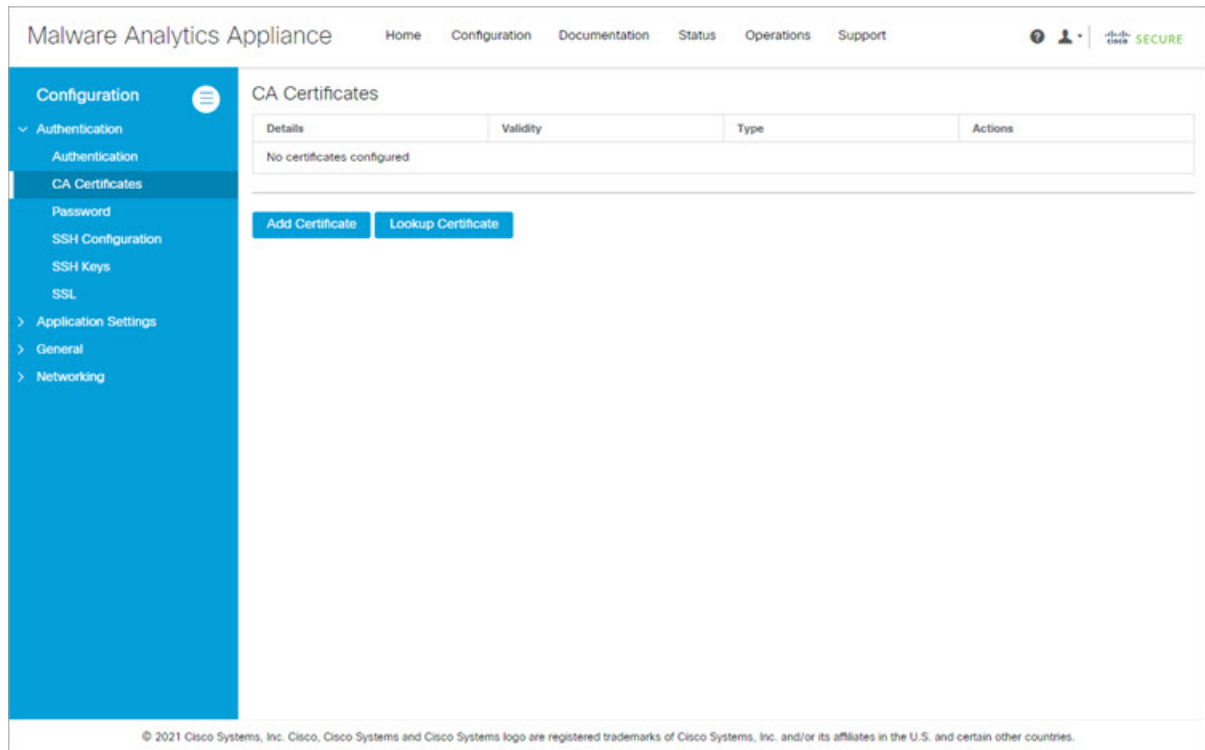 Malware Analytics Appliance Home Configuration Documentation Status Operations Support cisco SECURE
Configuration
Authentication
Authentication
CA Certificates
Password
SSH Configuration
SSH Keys
SSL
Application Settings
General
Networking
CA Certificates
Details Validity Type Actions
No certificates configured
Add Certificate Lookup Certificate
© 2021 Cisco Systems, Inc. Cisco, Cisco Systems and Cisco Systems logo are registered trademarks of Cisco Systems, Inc. and/or its affiliates in the U.S. and certain other countries.